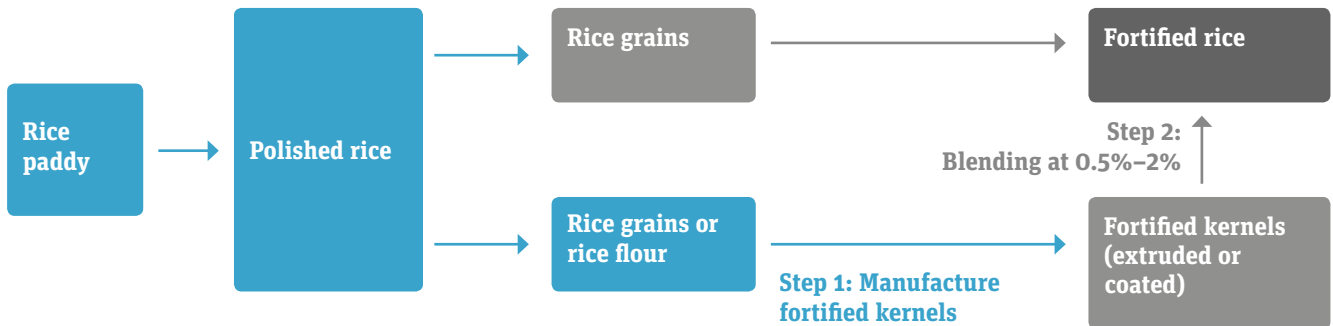 Rice
paddy
Polished rice
Rice grains
Fortified rice
Rice grains or
rice flour
Step 1: Manufacture
fortified kernels
Step 2:
Blending at 0.5%–2%
Fortified kernels
(extruded or
coated)